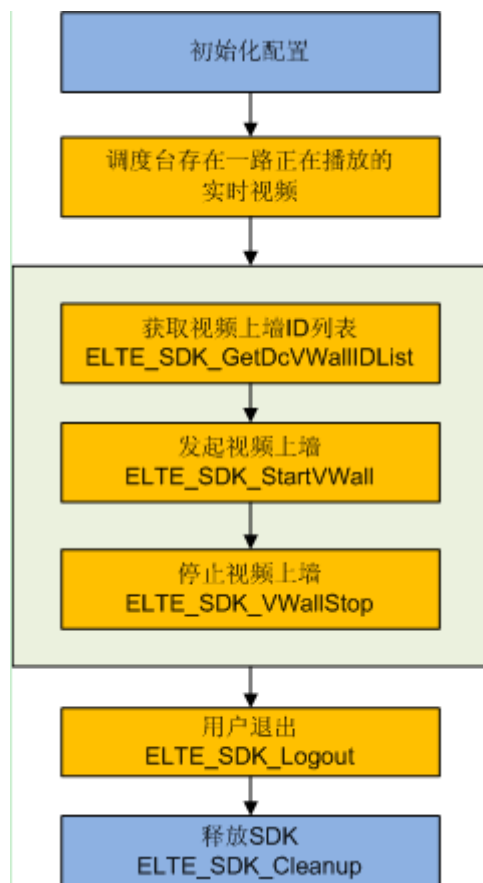 初始化配置
调度台存在一路正在播放的
实时视频
获取视频上墙ID列表
ELTE_SDK_GetDcVWallIDList
发起视频上墙
ELTE_SDK_StartVWall
停止视频上墙
ELTE_SDK_VWallStop
用户退出
ELTE_SDK_Logout
释放SDK
ELTE_SDK_Cleanup